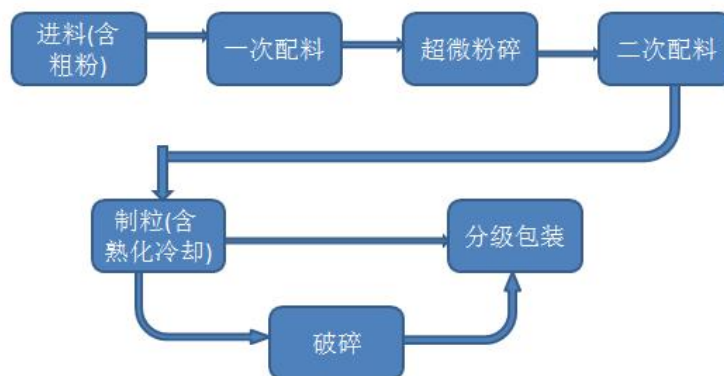 进料(含
粗粉)
一次配料
超微粉碎
二次配料
制粒(含
熟化冷却)
分级包装
破碎